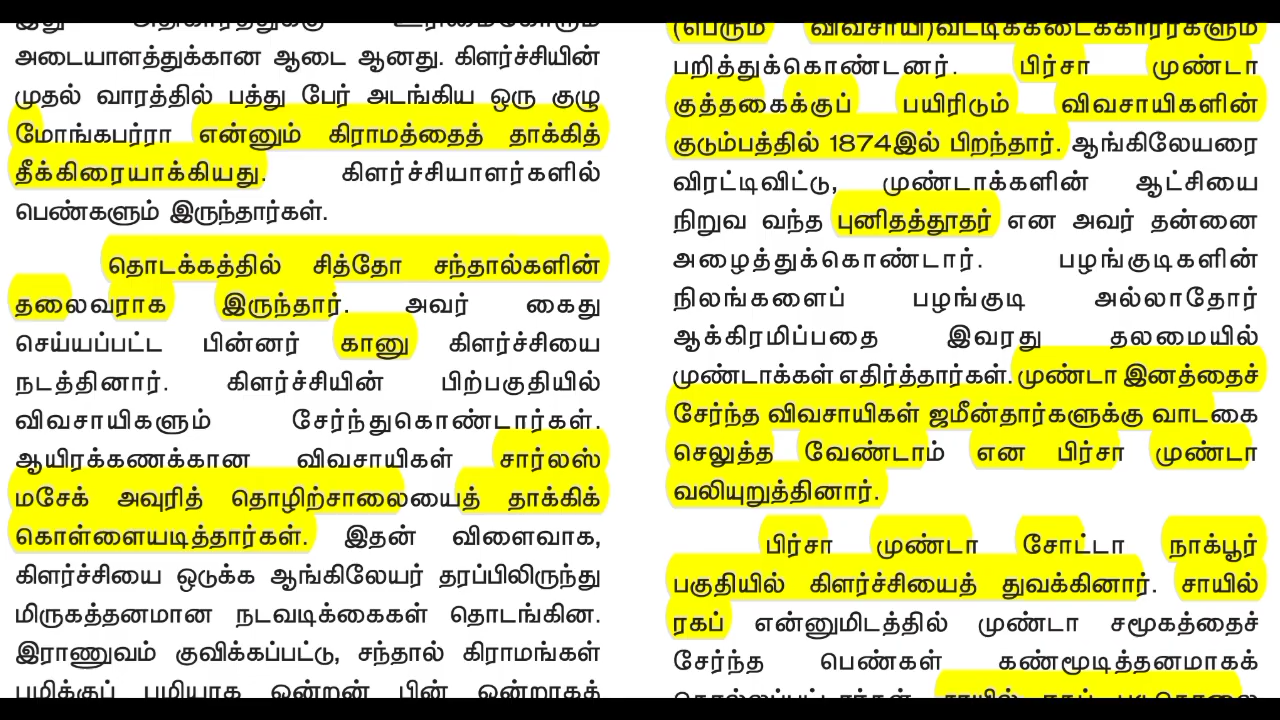 அடையாளத்துக்கான ஆடை ஆனது. கிளர்ச்சியின்
முதல் வாரத்தில் பத்து பேர் அடங்கிய ஒரு குழு
மோங்கபர்ரா என்னும் கிராமத்தைத் தாக்கித்
தீக்கிரையாக்கியது. கிளர்ச்சியாளர்களில்
பெண்களும் இருந்தார்கள்.
தொடக்கத்தில் சித்தோ சந்தால்களின்
தலைவராக இருந்தார். அவர் கைது
செய்யப்பட்ட பின்னர் கானு கிளர்ச்சியை
நடத்தினார். கிளர்ச்சியின் பிற்பகுதியில்
விவசாயிகளும் சேர்ந்துகொண்டார்கள்.
ஆயிரக்கணக்கான விவசாயிகள் சார்லஸ்
மசேக் அவுரித் தொழிற்சாலையைத் தாக்கிக்
கொள்ளையடித்தார்கள். இதன் விளைவாக,
கிளர்ச்சியை ஒடுக்க ஆங்கிலேயர் தரப்பிலிருந்து
மிருகத்தனமான நடவடிக்கைகள் தொடங்கின.
இராணுவம் குவிக்கப்பட்டு, சந்தால் கிராமங்கள்
(பெரும் விவசாயி)வட்டிக்கடைக்காரர்களும்
பறித்துக்கொண்டனர். பிர்சா முண்டா
குத்தகைக்குப் பயிரிடும் விவசாயிகளின்
குடும்பத்தில் 1874இல் பிறந்தார். ஆங்கிலேயரை
விரட்டிவிட்டு, முண்டாக்களின் ஆட்சியை
நிறுவ வந்த புனிதத்தூதர் என அவர் தன்னை
அழைத்துக்கொண்டார். பழங்குடிகளின்
நிலங்களைப் பழங்குடி அல்லாதோர்
ஆக்கிரமிப்பதை இவரது தலமையில்
முண்டாக்கள் எதிர்த்தார்கள். முண்டா இனத்தைச்
சேர்ந்த விவசாயிகள் ஜமீன்தார்களுக்கு வாடகை
செலுத்த வேண்டாம் என பிர்சா முண்டா
வலியுறுத்தினார்.
பிர்சா முண்டா சோட்டா நாக்பூர்
பகுதியில் கிளர்ச்சியைத் துவக்கினார். சாயில்
ரகப் என்னுமிடத்தில் முண்டா சமூகத்தைச்
சேர்ந்த பெண்கள் கண்மூடித்தனமாகக்